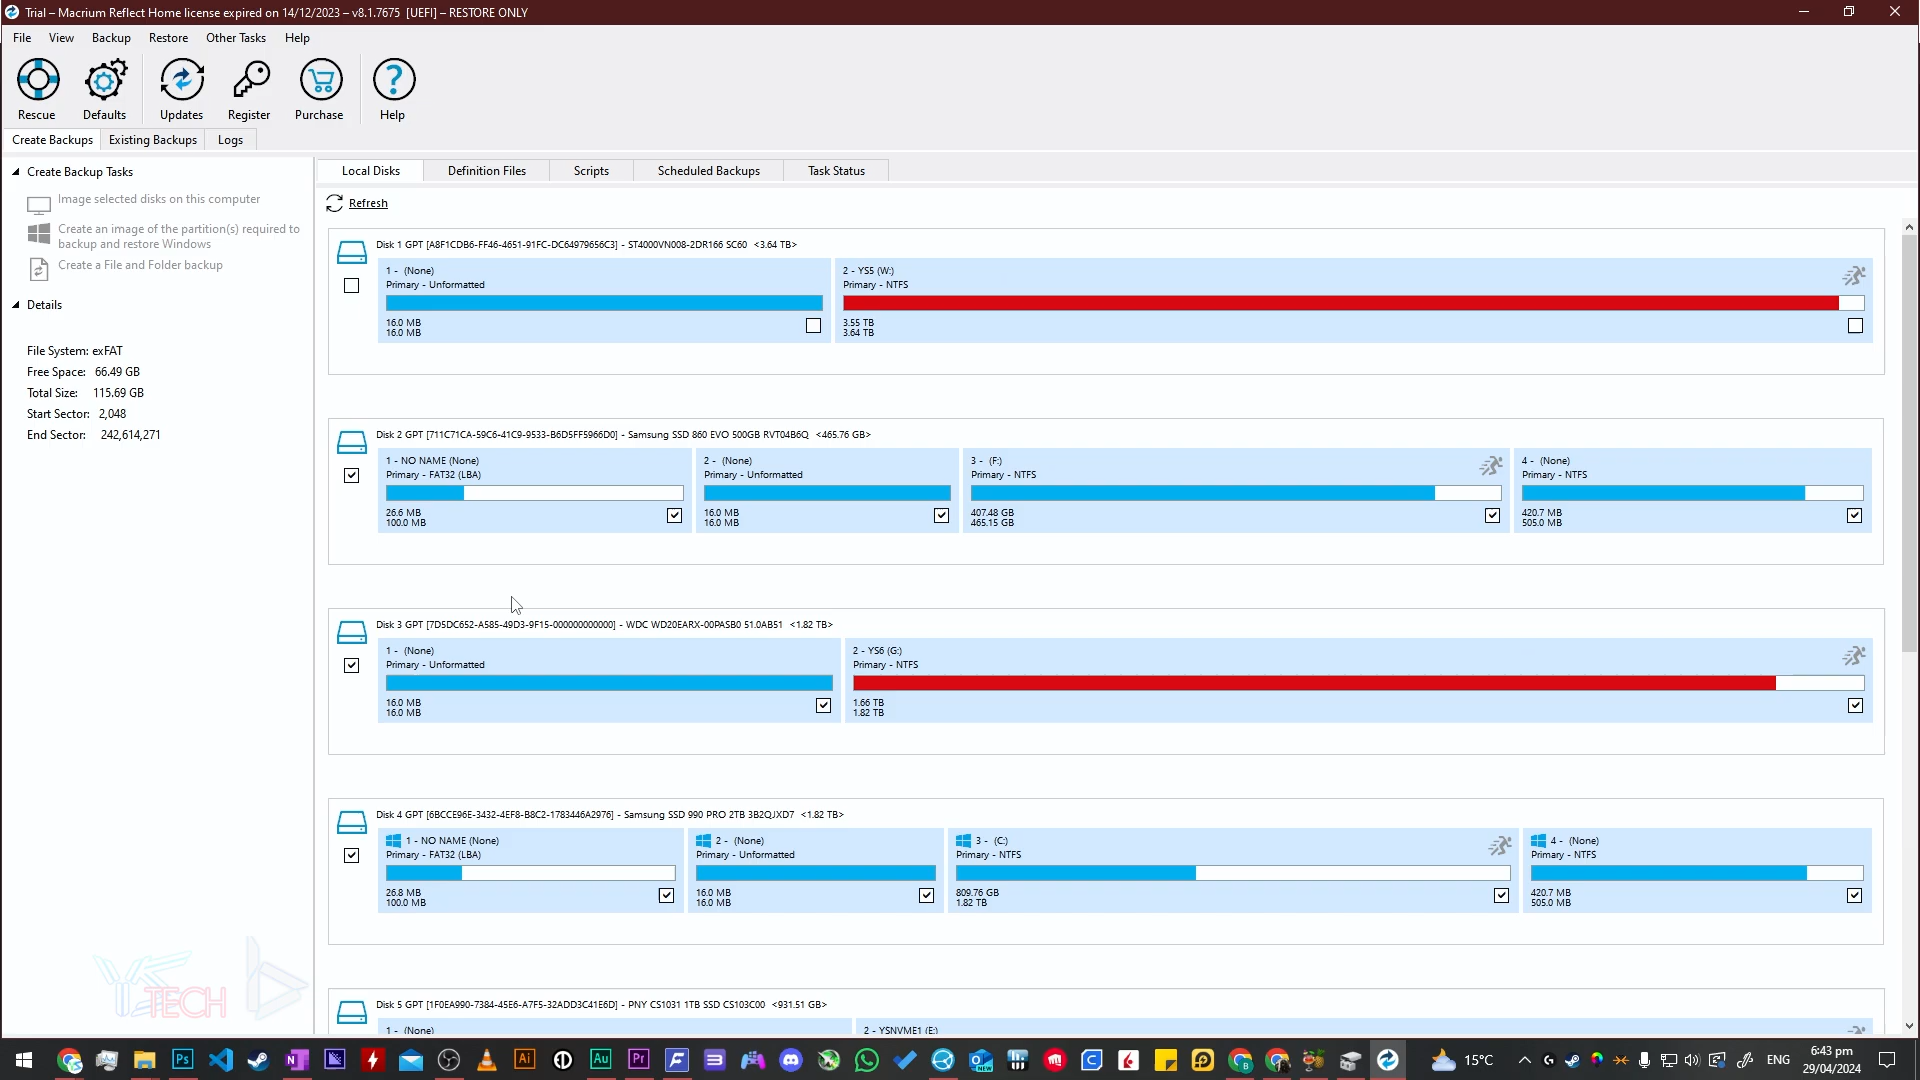 Trial – Macrium Reflect Home license expired on 14/12/2023 – v8.1.7675 [UEFI] – RESTORE ONLY
File View Backup Restore Other Tasks Help
Rescue Defaults Updates Register Purchase Help
Create Backups Existing Backups Logs
Create Backup Tasks
Image selected disks on this computer
Create an image of the partition(s) required to
backup and restore Windows
Create a File and Folder backup
Details
File System: exFAT
Free Space: 66.49 GB
Total Size: 115.69 GB
Start Sector: 2,048
End Sector: 242,614,271
Local Disks Definition Files Scripts Scheduled Backups Task Status
Refresh
Disk 1 GPT [A8F1CDB6-FF46-4651-91FC-DC64979656C3] - ST4000VN008-2DR166 SC60 <3.64 TB>
1 - (None)
Primary - Unformatted
16.0 MB
16.0 MB
2 - YS5 (W:)
Primary - NTFS
3.55 TB
3.64 TB
Disk 2 GPT [711C71CA-59C6-41C9-9533-B6D5FF5966D0] - Samsung SSD 860 EVO 500GB RVT04B6Q <465.76 GB>
1 - NO NAME (None)
Primary - FAT32 (LBA)
26.6 MB
100.0 MB
2 - (None)
Primary - Unformatted
16.0 MB
16.0 MB
3 - (F:)
Primary - NTFS
407.48 GB
465.15 GB
4 - (None)
Primary - NTFS
420.7 MB
505.0 MB
Disk 3 GPT [7D5DC652-A585-49D3-9F15-000000000000] - WDC WD20EARX-00PASB0 51.0AB51 <1.82 TB>
1 - (None)
Primary - Unformatted
16.0 MB
16.0 MB
2 - YS6 (G:)
Primary - NTFS
1.66 TB
1.82 TB
Disk 4 GPT [6BCCE96E-3432-4EF8-B8C2-1783446A2976] - Samsung SSD 990 PRO 2TB 3B2QJXD7 <1.82 TB>
1 - NO NAME (None)
Primary - FAT32 (LBA)
26.8 MB
100.0 MB
2 - (None)
Primary - Unformatted
16.0 MB
16.0 MB
3 - (C:)
Primary - NTFS
809.76 GB
1.82 TB
4 - (None)
Primary - NTFS
420.7 MB
505.0 MB
Disk 5 GPT [1F0EA990-7384-45E6-A7F5-32ADD3C41E6D] - PNY CS1031 1TB SSD CS103C00 <931.51 GB>
1 - (None)
2 - YSNVME1 (E:)
TECH
15°C
ENG
6:43 pm
29/04/2024